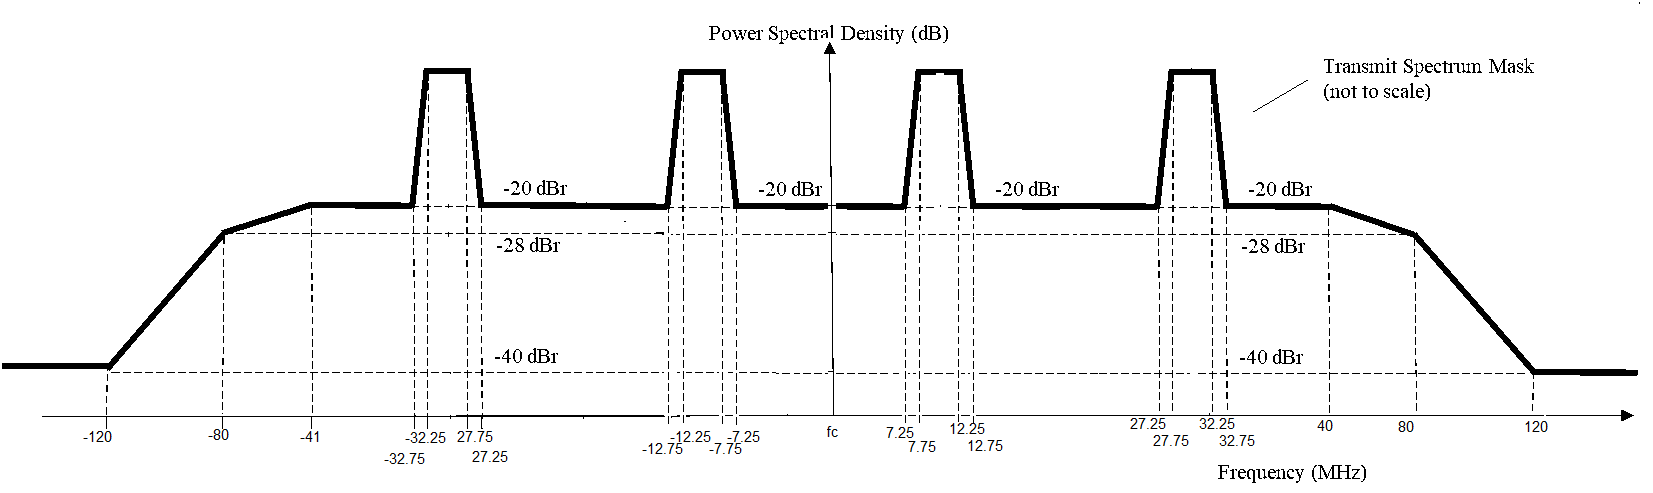 Power Spectral Density (dB)
Transmit Spectrum Mask
(not to scale)
-20 dBr
-20 dBr
-20 dBr
-20 dBr
-28 dBr
-28 dBr
-40 dBr
-40 dBr
-120
-80
-41
-32.25
27.75
-12.25
-7.25
fc
7.25
12.25
27.25
32.25
40
80
120
-32.75
27.25
-12.75
-7.75
7.75
12.75
27.75
32.75
Frequency (MHz)